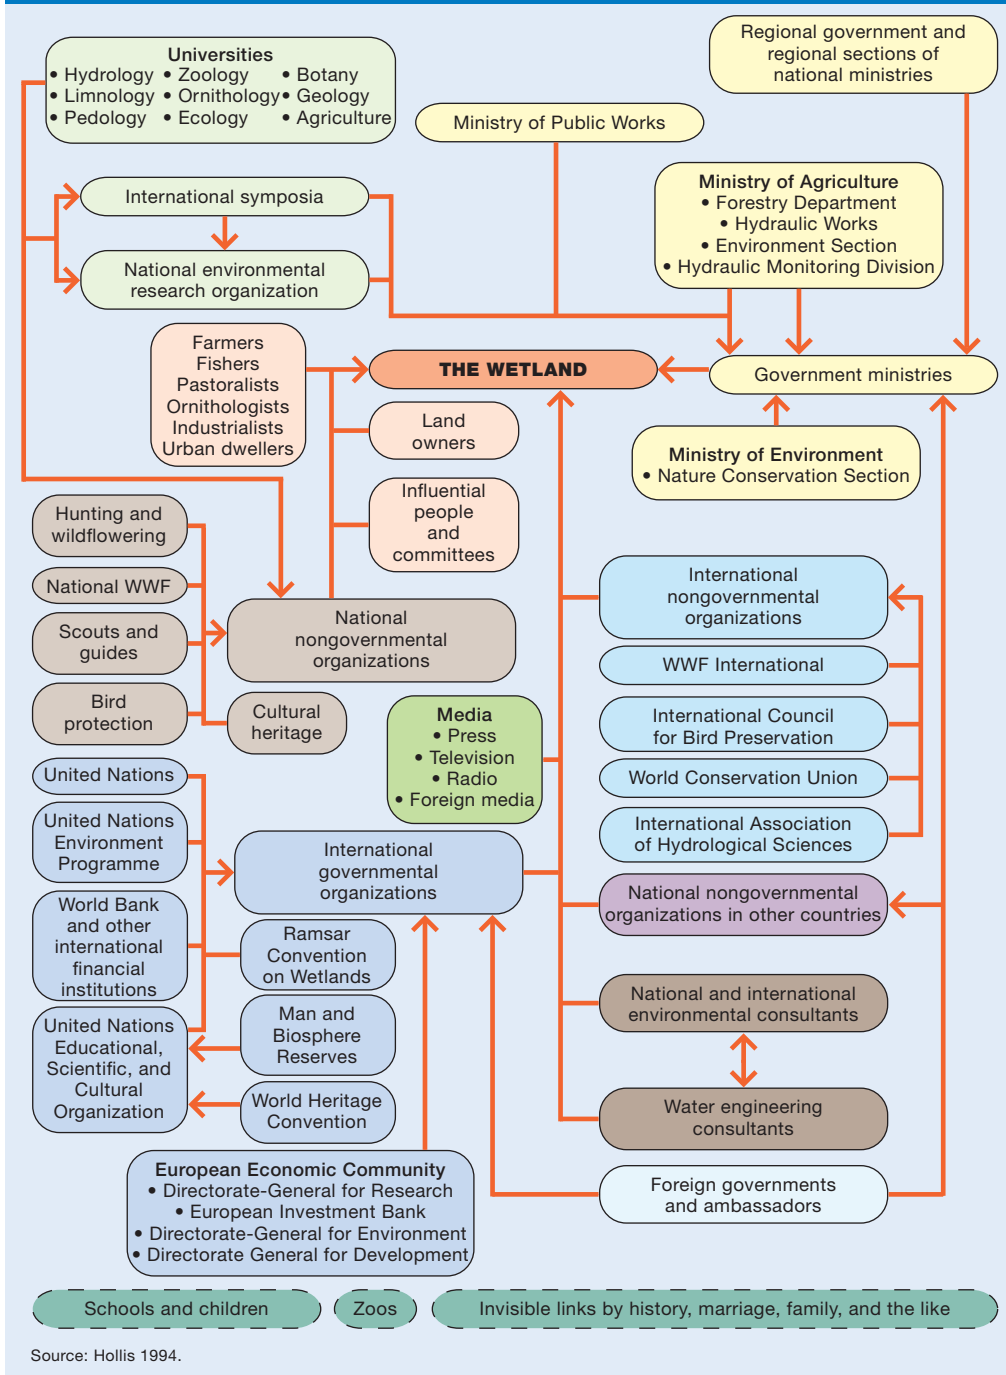 Universities
• Hydrology • Zoology • Botany
• Limnology • Ornithology • Geology
• Pedology • Ecology • Agriculture
Regional government and
regional sections of
national ministries
Ministry of Public Works
Ministry of Agriculture
• Forestry Department
• Hydraulic Works
• Environment Section
• Hydraulic Monitoring Division
International symposia
National environmental
research organization
Farmers
Fishers
Pastoralists
Ornithologists
Industrialists
Urban dwellers
THE WETLAND
Government ministries
Land
owners
Ministry of Environment
• Nature Conservation Section
Influential
people
and
committees
Hunting and
wildflowering
National WWF
Scouts and
guides
Bird
protection
National
nongovernmental
organizations
Cultural
heritage
International
nongovernmental
organizations
WWF International
International Council
for Bird Preservation
World Conservation Union
International Association
of Hydrological Sciences
Media
• Press
• Television
• Radio
• Foreign media
United Nations
United Nations
Environment
Programme
World Bank
and other
international
financial
institutions
United Nations
Educational,
Scientific, and
Cultural
Organization
International
governmental
organizations
Ramsar
Convention
on Wetlands
Man and
Biosphere
Reserves
World Heritage
Convention
National nongovernmental
organizations in other countries
National and international
environmental consultants
Water engineering
consultants
European Economic Community
• Directorate-General for Research
• European Investment Bank
• Directorate-General for Environment
• Directorate General for Development
Foreign governments
and ambassadors
Schools and children
Zoos
Invisible links by history, marriage, family, and the like
Source: Hollis 1994.